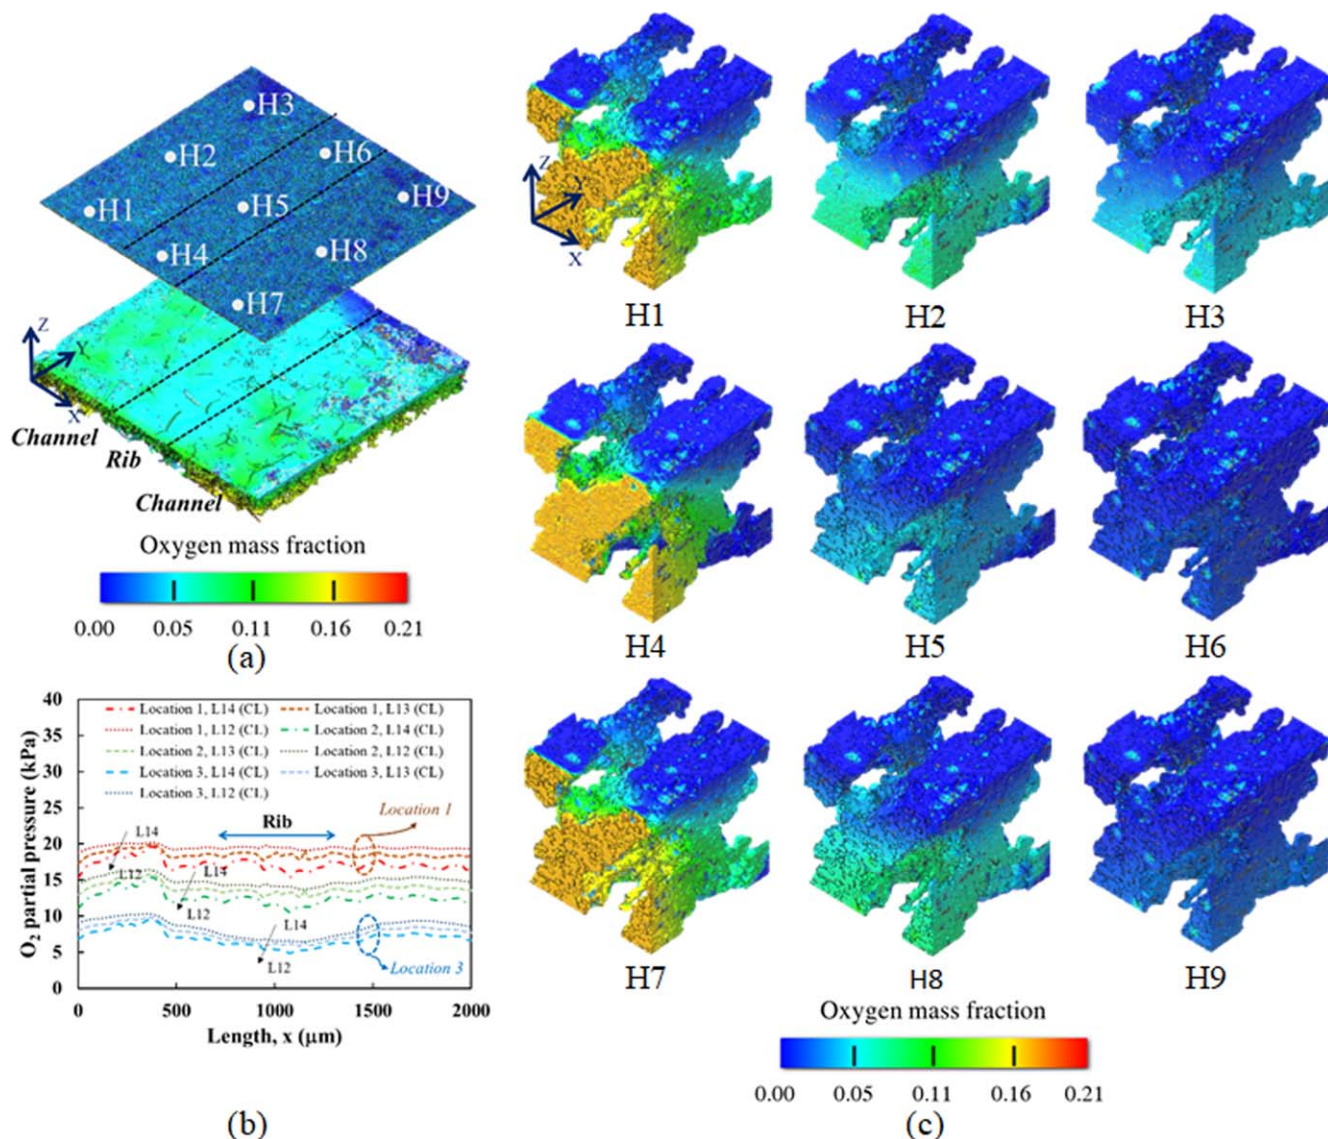 (a)
H3
H2
H6
H9
H1
H5
H4
H8
H7
Z
Y
X
Channel
Rib
Channel
Oxygen mass fraction
0.00 0.05 0.11 0.16 0.21
(a)
40
35
30
25
20
15
10
5
0
O2 partial pressure (kPa)
Location 1, L14 (CL) Location 1, L13 (CL)
Location 1, L12 (CL) Location 2, L14 (CL)
Location 2, L13 (CL) Location 2, L12 (CL)
Location 3, L14 (CL) Location 3, L13 (CL)
Location 3, L12 (CL)
Rib
Location 1
L14
L12
L14
L12
L14
L12
Location 3
0 500 1000 1500 2000
Length, x (μm)
(b)
Z
Y
X
H1 H2 H3
H4 H5 H6
H7 H8 H9
Oxygen mass fraction
0.00 0.05 0.11 0.16 0.21
(c)